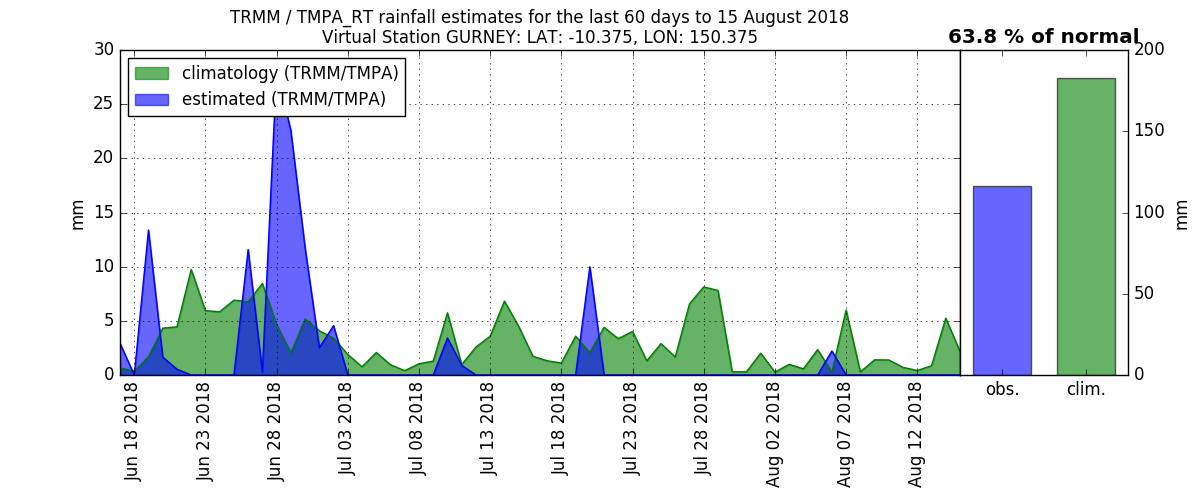 TRMM / TMPA_RT rainfall estimates for the last 60 days to 15 August 2018
Virtual Station GURNEY: LAT: -10.375, LON: 150.375
63.8 % of normal
climatology (TRMM/TMPA)
estimated (TRMM/TMPA)
mm
30
25
20
15
10
5
0
Jun 18 2018
Jun 23 2018
Jun 28 2018
Jul 03 2018
Jul 08 2018
Jul 13 2018
Jul 18 2018
Jul 23 2018
Jul 28 2018
Aug 02 2018
Aug 07 2018
Aug 12 2018
obs.
clim.
200
150
100
50
0
mm